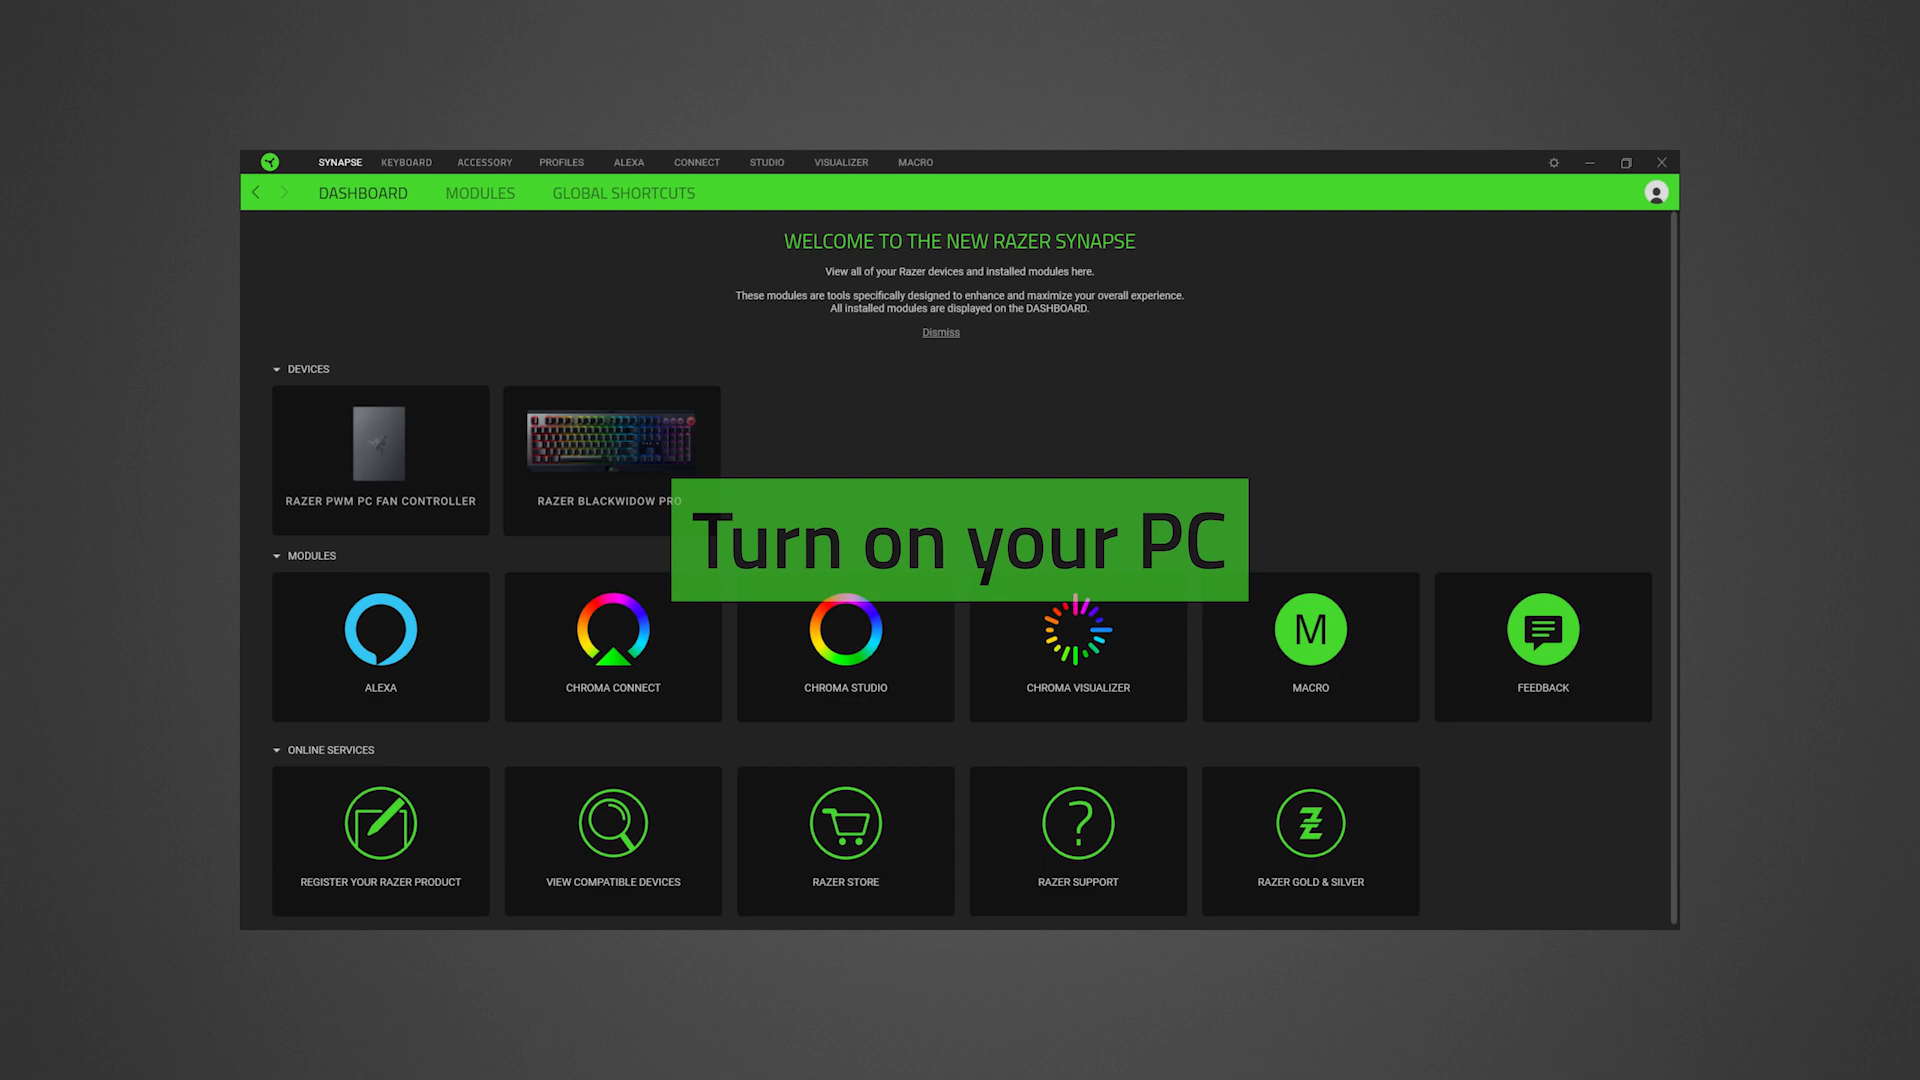 SYNAPSE KEYBOARD ACCESSORY PROFILES ALEXA CONNECT STUDIO VISUALIZER MACRO
DASHBOARD MODULES GLOBAL SHORTCUTS
WELCOME TO THE NEW RAZER SYNAPSE
View all of your Razer devices and installed modules here.
These modules are tools specifically designed to enhance and maximize your overall experience.
All installed modules are displayed on the DASHBOARD.
Dismiss
DEVICES
RAZER PWM PC FAN CONTROLLER
RAZER BLACKWIDOW PRO
Turn on your PC
MODULES
ALEXA
CHROMA CONNECT
CHROMA STUDIO
CHROMA VISUALIZER
M
MACRO
FEEDBACK
ONLINE SERVICES
REGISTER YOUR RAZER PRODUCT
VIEW COMPATIBLE DEVICES
RAZER STORE
?
RAZER SUPPORT
RAZER GOLD & SILVER